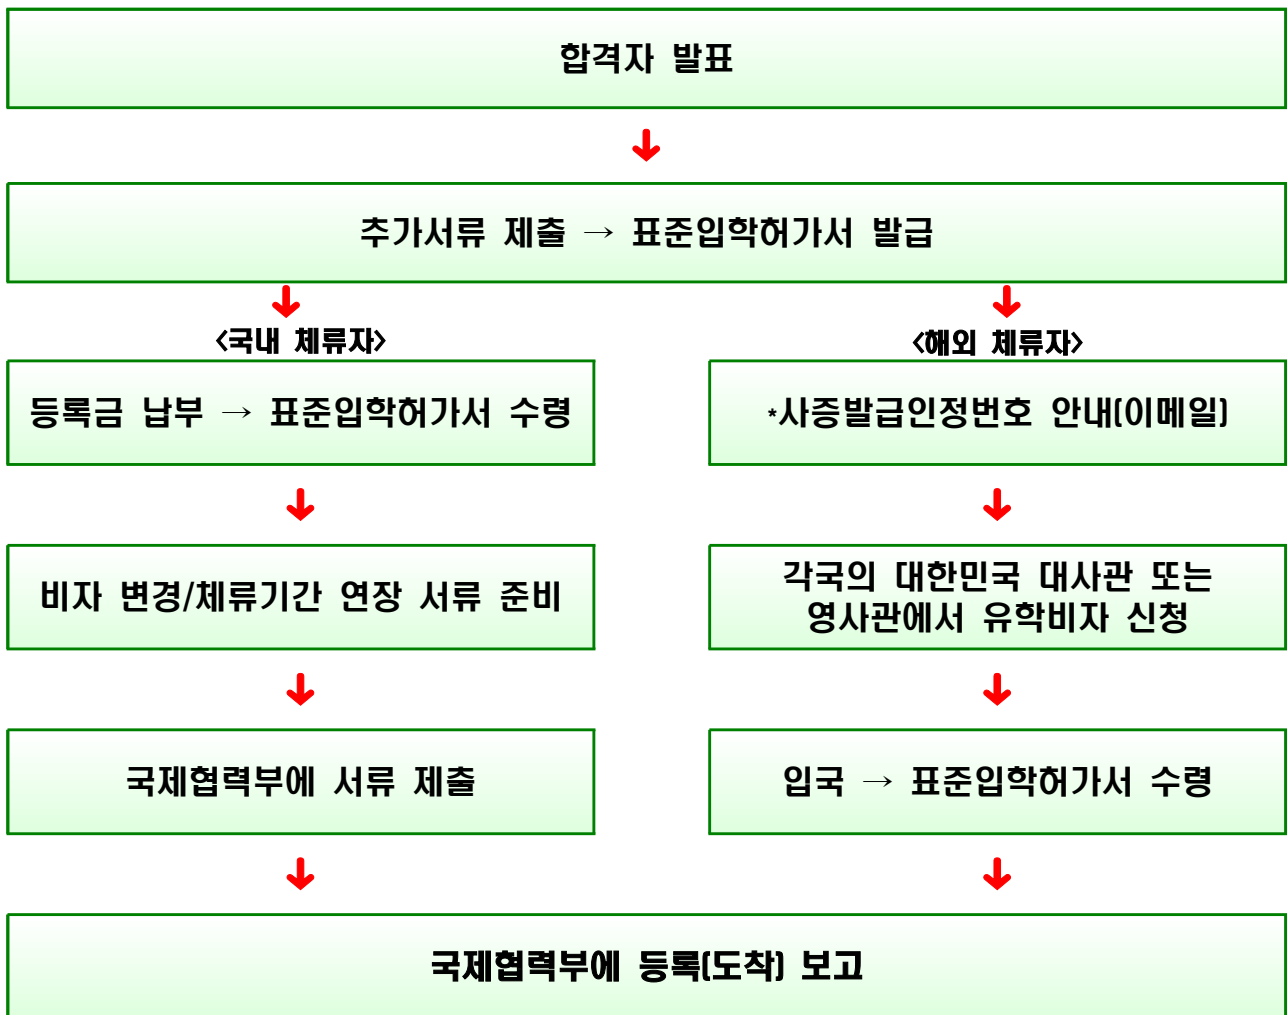 합격자 발표
추가서류 제출 → 표준입학허가서 발급
<국내 체류자>
등록금 납부 → 표준입학허가서 수령
비자 변경/체류기간 연장 서류 준비
국제협력부에 서류 제출
<해외 체류자>
*사증발급인정번호 안내(이메일)
각국의 대한민국 대사관 또는
영사관에서 유학비자 신청
입국 → 표준입학허가서 수령
국제협력부에 등록(도착) 보고